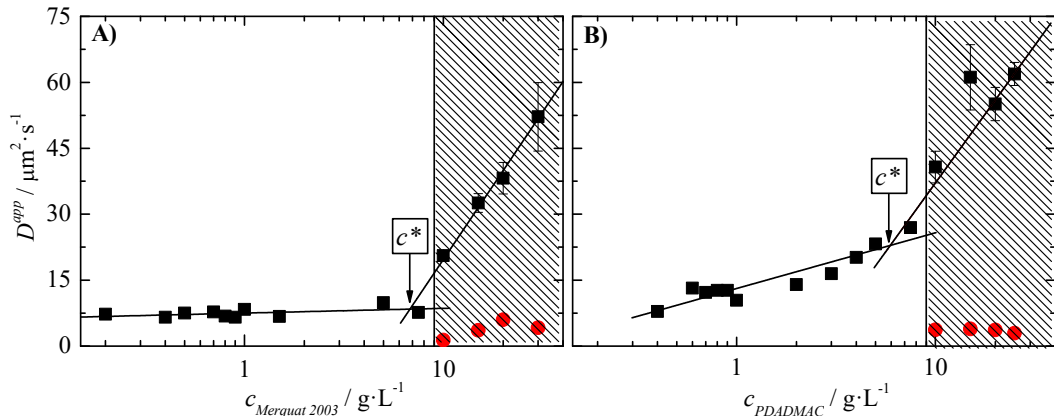 A)
75
60
45
30
15
0
D^app / μm²·s⁻¹
c*
1
10
c_Merquat 2003 / g·L⁻¹
B)
c*
1
10
c_PDADMAC / g·L⁻¹